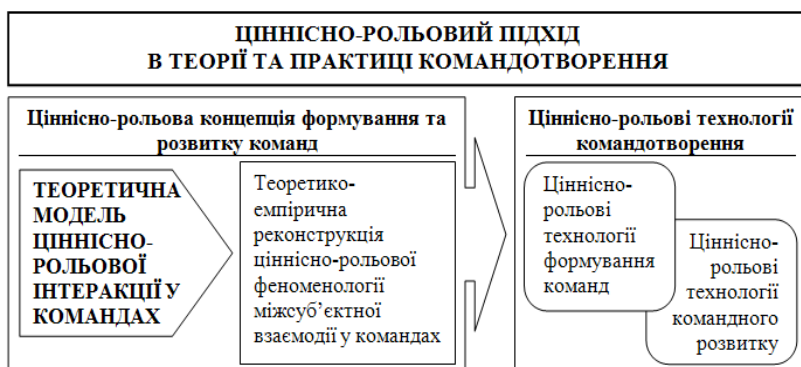 ЦІННІСНО-РОЛЬОВИЙ ПІДХІД
В ТЕОРІЇ ТА ПРАКТИЦІ КОМАНДОТВОРЕННЯ
Ціннісно-рольова концепція формування та
розвитку команд
ТЕОРЕТИЧНА
МОДЕЛЬ
ЦІННІСНО-
РОЛЬОВОЇ
ІНТЕРАКЦІЇ У
КОМАНДАХ
Теоретико-
емпірична
реконструкція
ціннісно-рольової
феноменології
міжсуб’єктної
взаємодії у командах
Ціннісно-рольові технології
командотворення
Ціннісно-
рольові
технології
формування
команд
Ціннісно-
рольові
технології
командного
розвитку